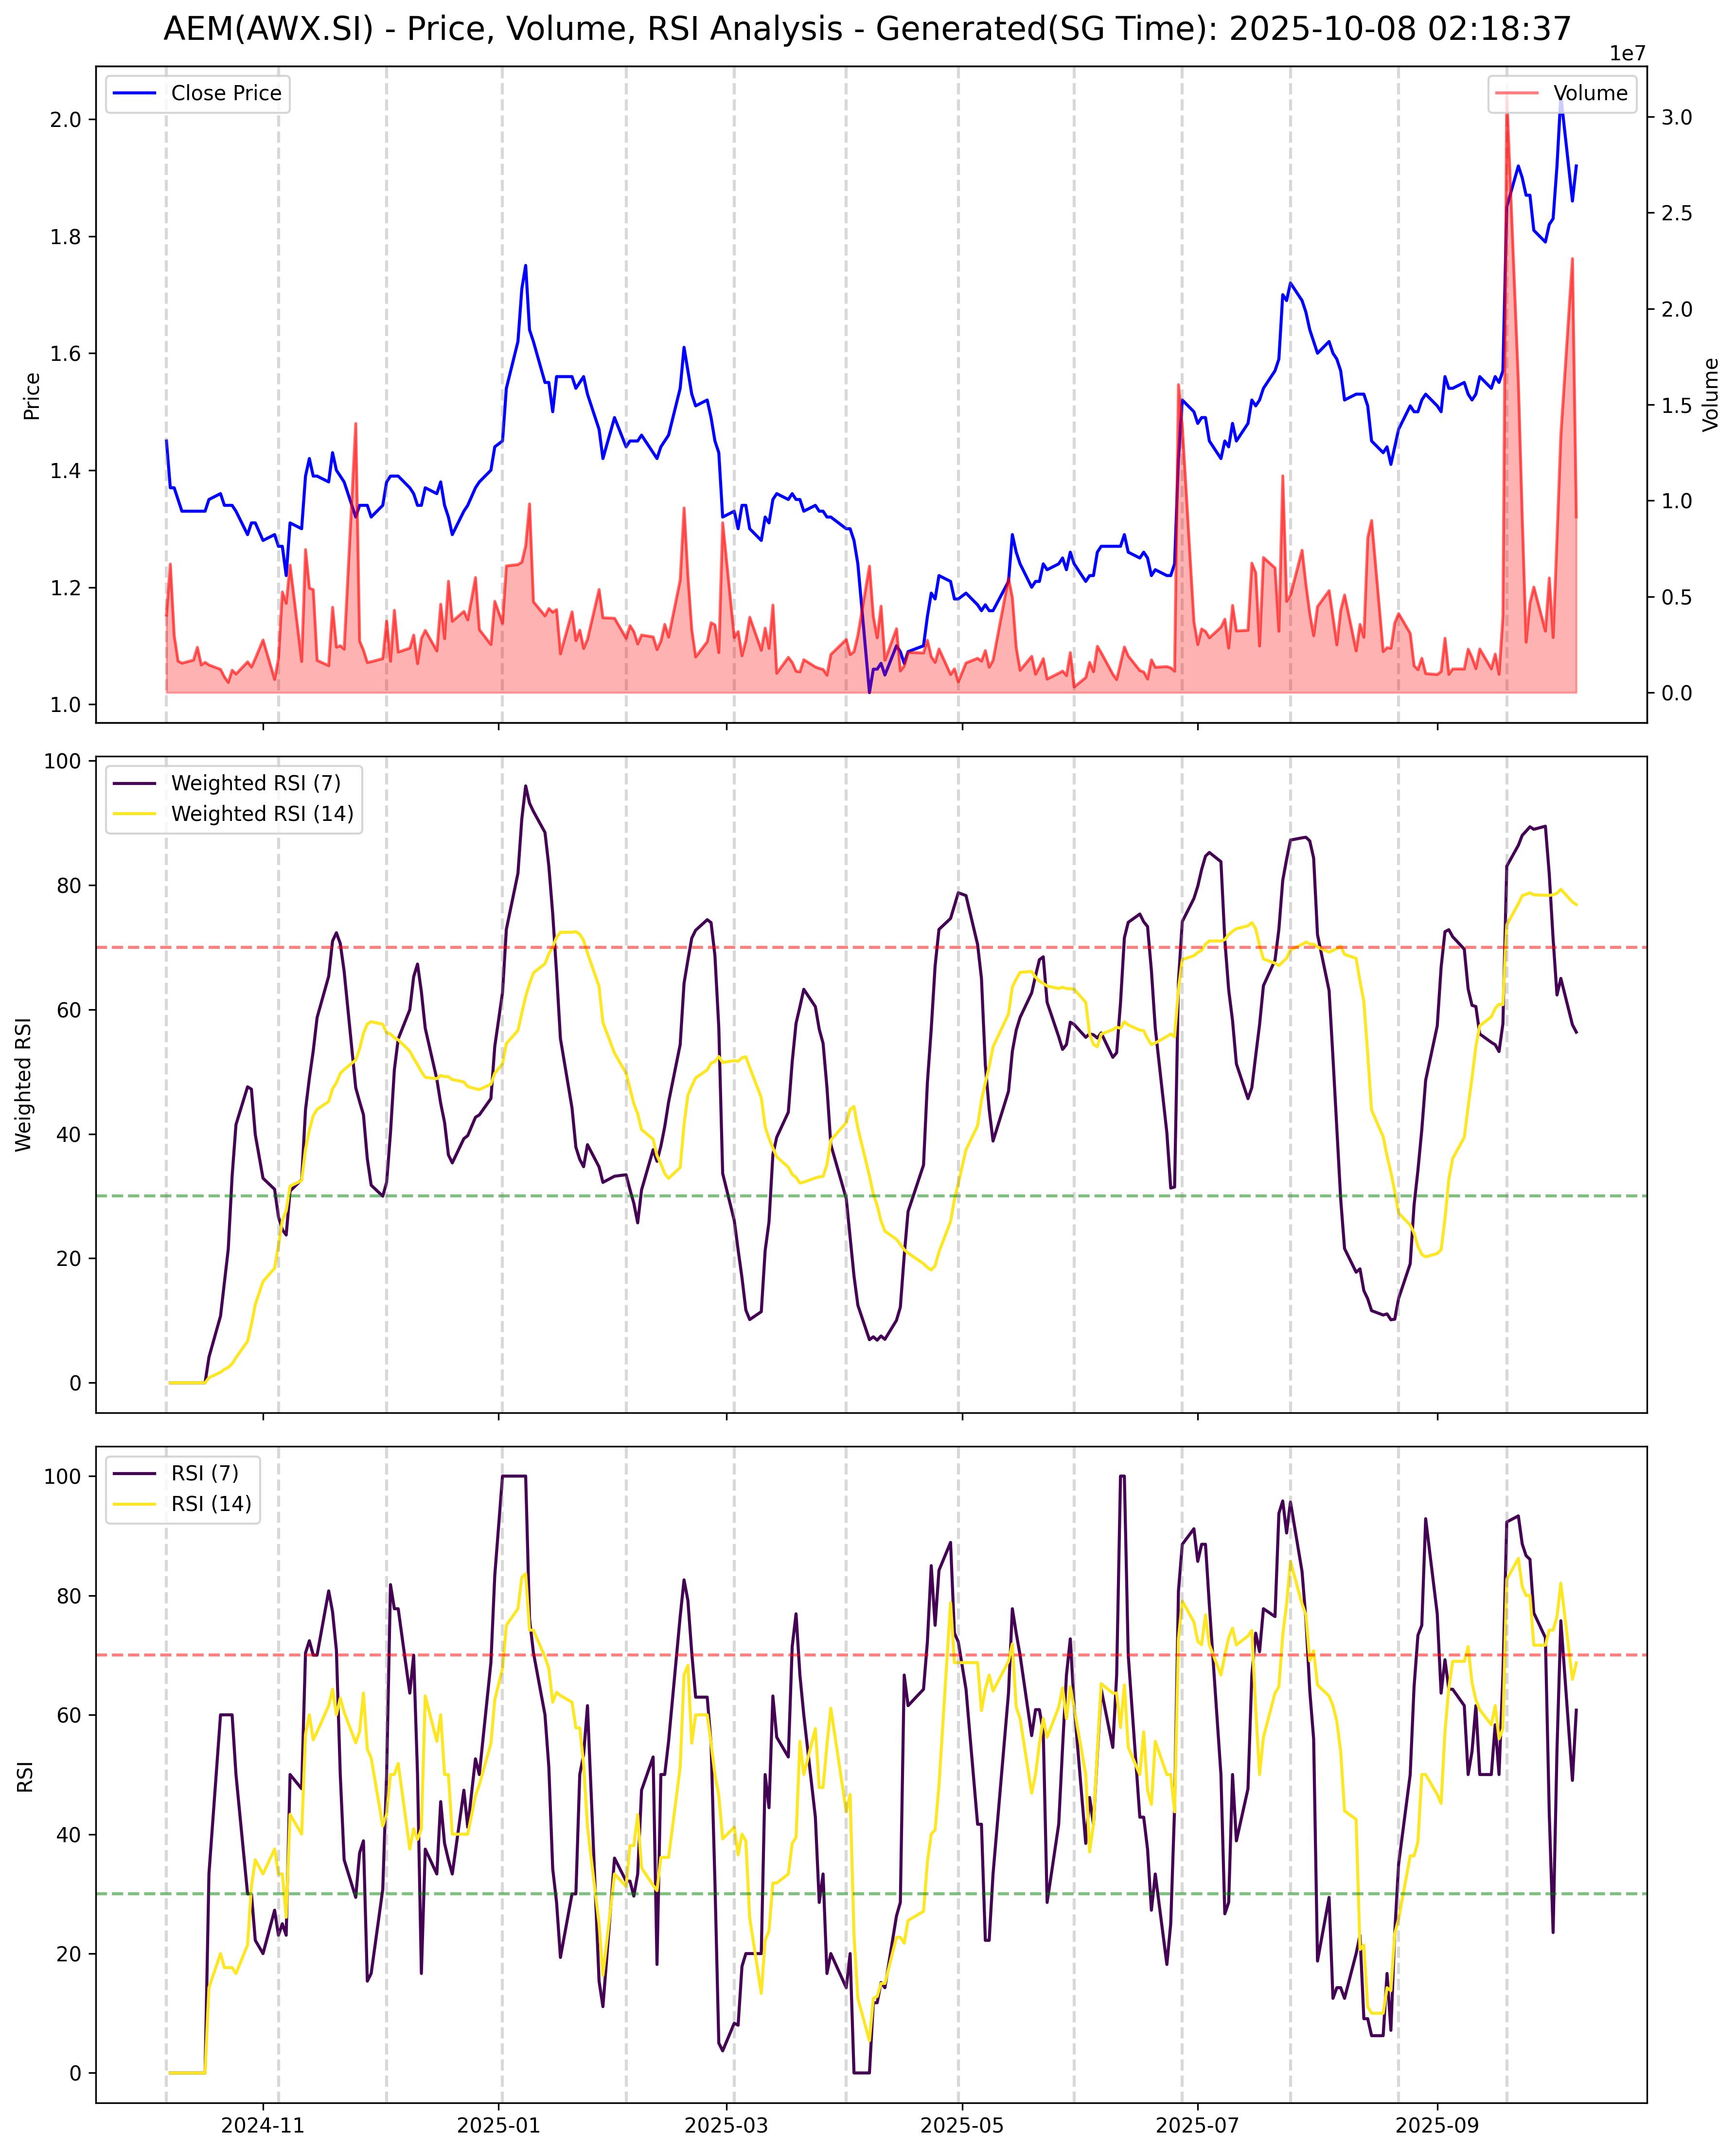 AEM(AWX.SI) - Price, Volume, RSI Analysis - Generated(SG Time): 2025-10-08 02:18:37
1e7
Close Price
Volume
2.0
1.8
1.6
1.4
1.2
1.0
Price
3.0
2.5
2.0
1.5
1.0
0.5
0.0
Volume
Weighted RSI (7)
Weighted RSI (14)
100
80
60
40
20
0
Weighted RSI
RSI (7)
RSI (14)
100
80
60
40
20
0
RSI
2024-11
2025-01
2025-03
2025-05
2025-07
2025-09